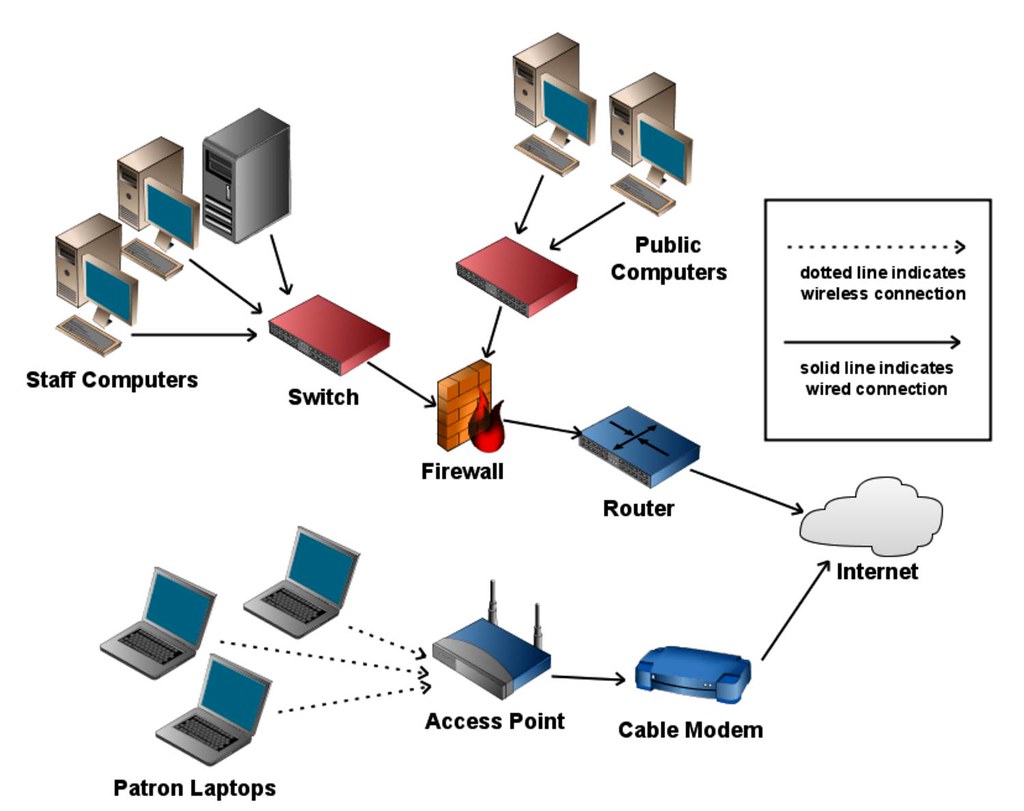 Public
Computers
dotted line indicates
wireless connection
solid line indicates
wired connection
Staff Computers
Switch
Firewall
Router
Internet
Access Point
Cable Modem
Patron Laptops